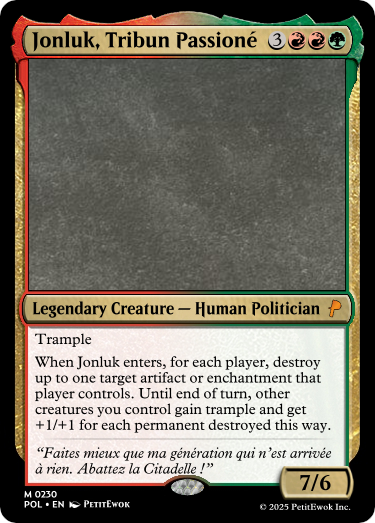 Jonluk, Tribun Passioné 3
Legendary Creature — Human Politician
Trample
When Jonluk enters, for each player, destroy
up to one target artifact or enchantment that
player controls. Until end of turn, other
creatures you control gain trample and get
+1/+1 for each permanent destroyed this way.
“Faites mieux que ma génération qui n’est arrivée
à rien. Abattez la Citadelle !”
7/6
M 0230
POL • EN PetitEwok
© 2025 PetitEwok Inc.